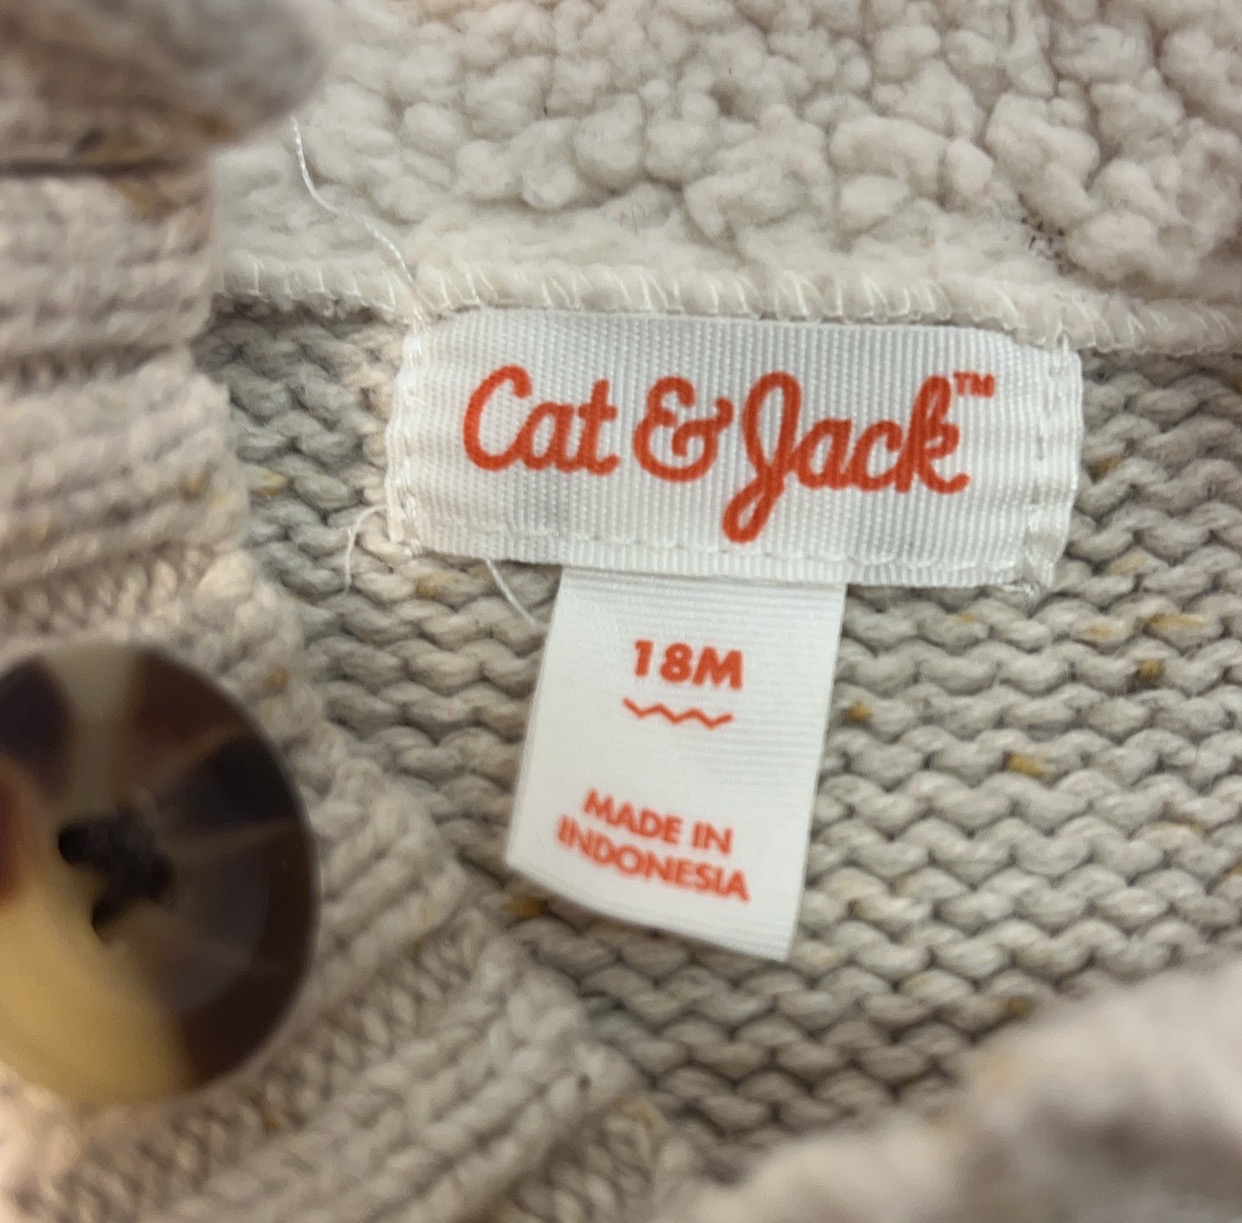 Cat & Jack™
18M
MADE IN
INDONESIA